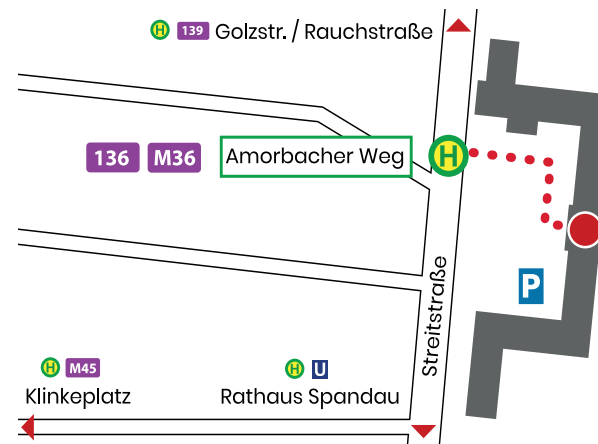 H 139 Golzstr. / Rauchstraße
136 M36 Amorbacher Weg H
Streitstraße
P
H M45
Klinkeplatz
H U
Rathaus Spandau